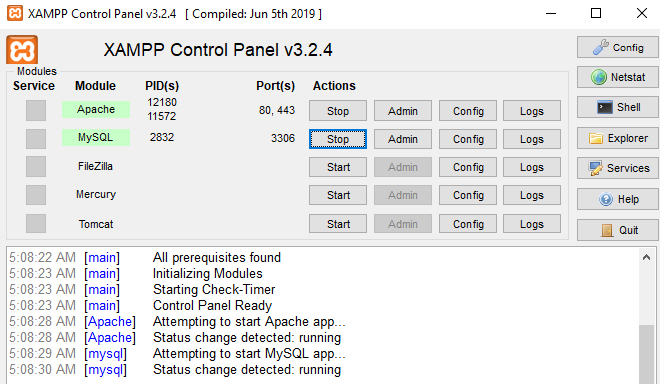 XAMPP Control Panel v3.2.4 [ Compiled: Jun 5th 2019 ]
XAMPP Control Panel v3.2.4
Config
Modules
Service Module PID(s) Port(s) Actions
Netstat
Apache 12180 11572 80, 443 Stop Admin Config Logs
Shell
MySQL 2832 3306 Stop Admin Config Logs
Explorer
FileZilla Start Admin Config Logs
Services
Mercury Start Admin Config Logs
Help
Tomcat Start Admin Config Logs
Quit
5:08:22 AM [main] All prerequisites found
5:08:23 AM [main] Initializing Modules
5:08:23 AM [main] Starting Check-Timer
5:08:23 AM [main] Control Panel Ready
5:08:28 AM [Apache] Attempting to start Apache app...
5:08:28 AM [Apache] Status change detected: running
5:08:29 AM [mysql] Attempting to start MySQL app...
5:08:30 AM [mysql] Status change detected: running